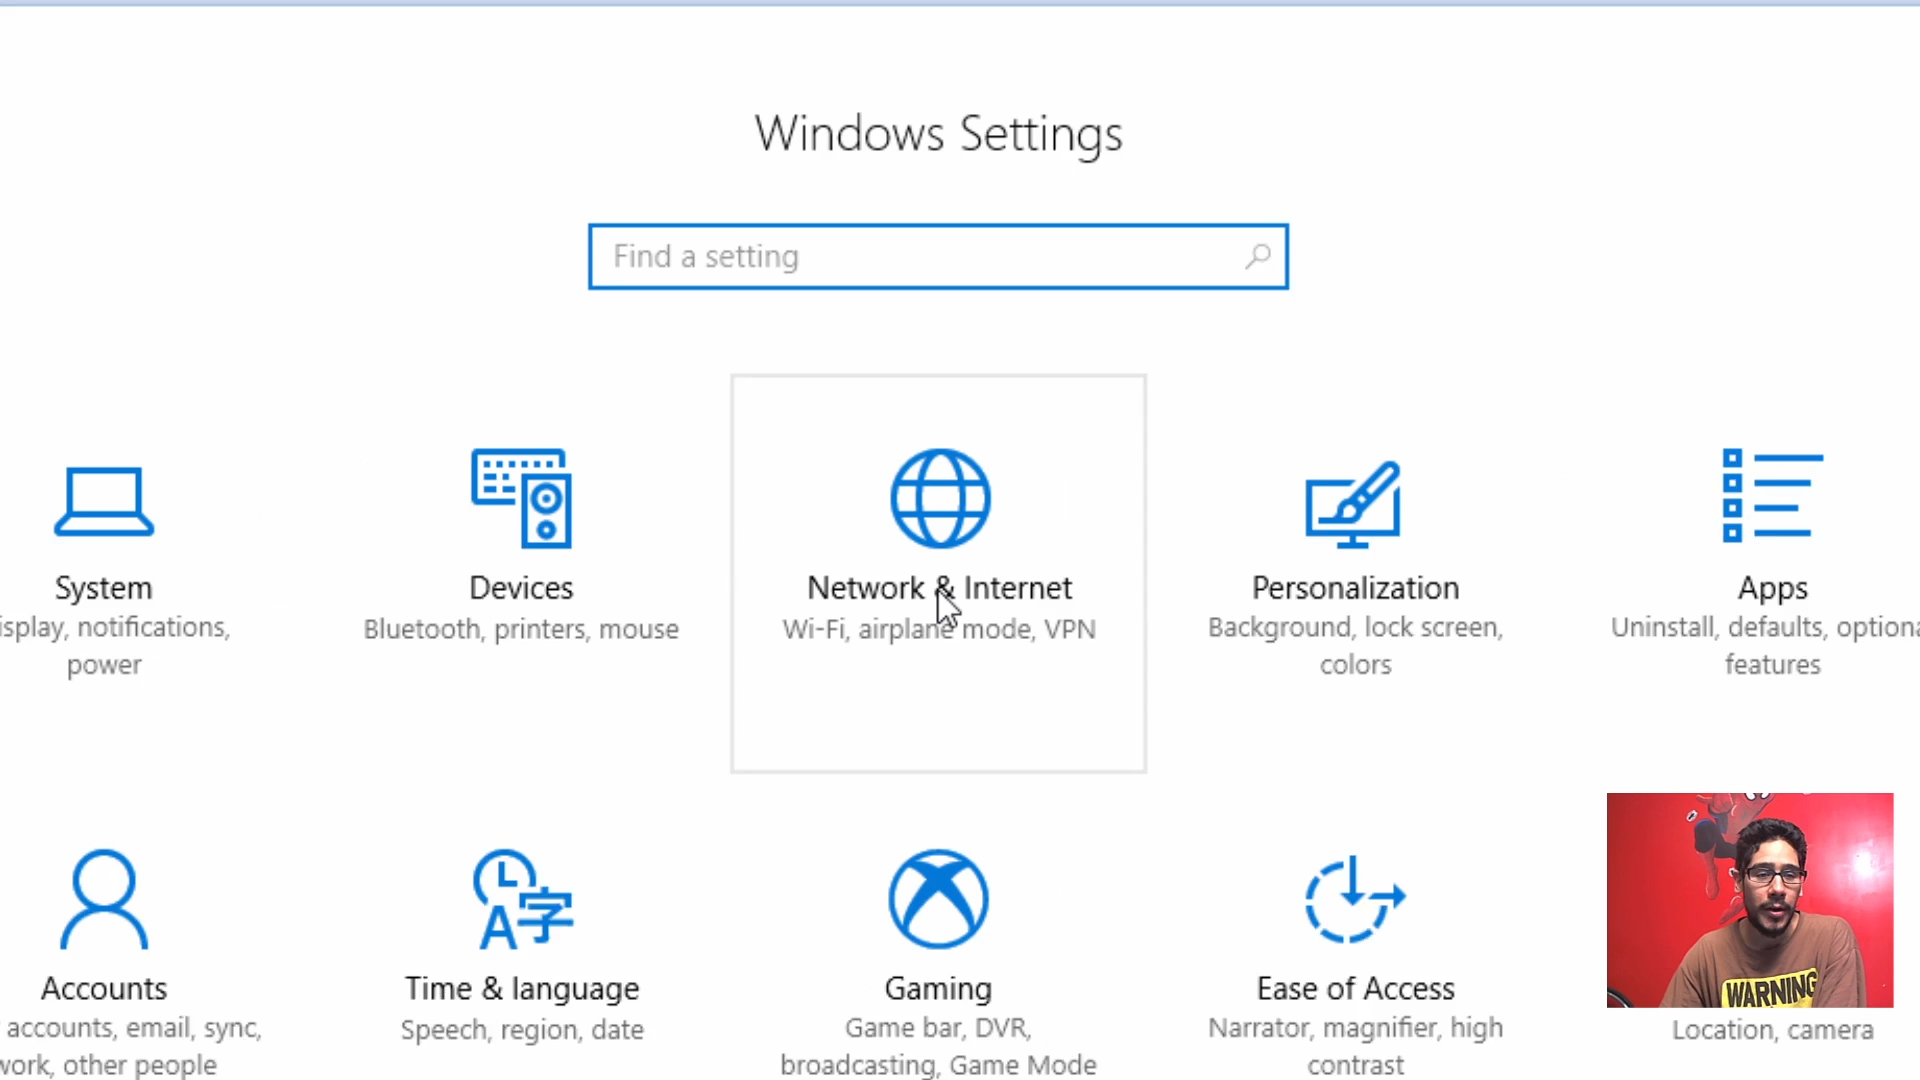 Windows Settings
Find a setting
System
isplay, notifications,
power
Devices
Bluetooth, printers, mouse
Network & Internet
Wi-Fi, airplane mode, VPN
Personalization
Background, lock screen,
colors
Apps
Uninstall, defaults, optiona
features
Accounts
accounts, email, sync,
work, other people
Time & language
Speech, region, date
Gaming
Game bar, DVR,
broadcasting, Game Mode
Ease of Access
Narrator, magnifier, high
contrast
WARNING
Location, camera